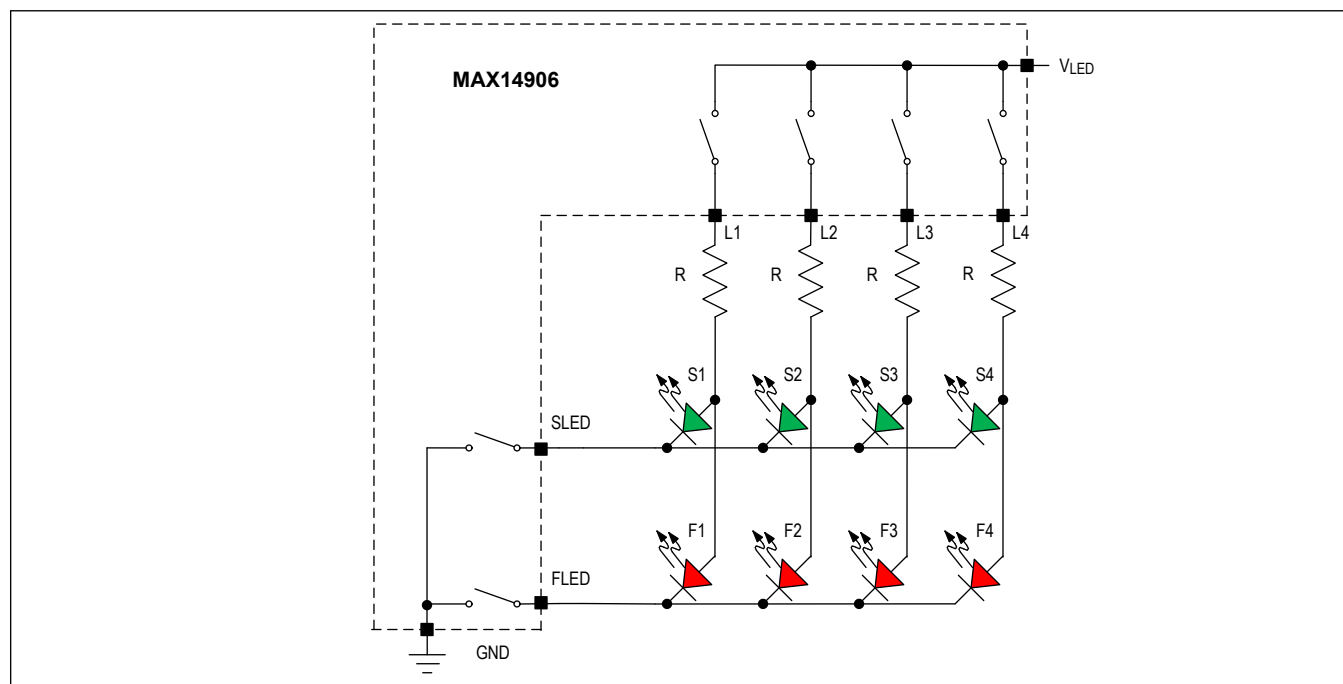 MAX14906
VLED
L1 L2 L3 L4
R R R R
S1 S2 S3 S4
SLED
F1 F2 F3 F4
FLED
GND